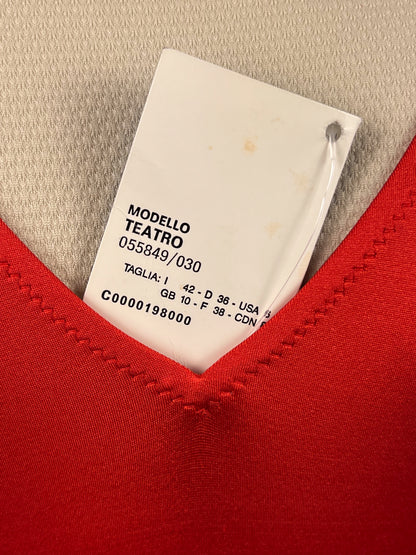 MODELLO
TEATRO
055849/030
TAGLIA: I 42 - D 36 - USA
GB 10 - F 38 - CDN
C0000198000